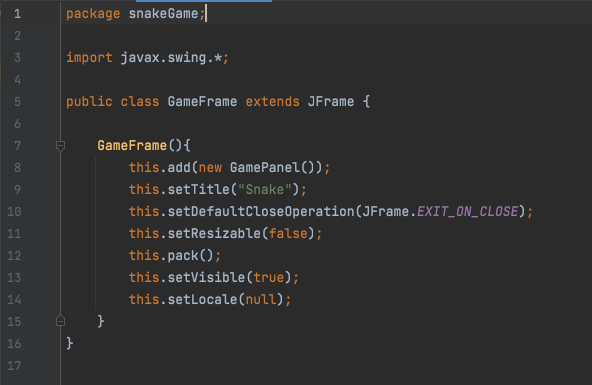 1 package snakeGame;
2
3 import javax.swing.*;
4
5 public class GameFrame extends JFrame {
6
7     GameFrame(){
8         this.add(new GamePanel());
9         this.setTitle("Snake");
10         this.setDefaultCloseOperation(JFrame.EXIT_ON_CLOSE);
11         this.setResizable(false);
12         this.pack();
13         this.setVisible(true);
14         this.setLocale(null);
15     }
16 }
17